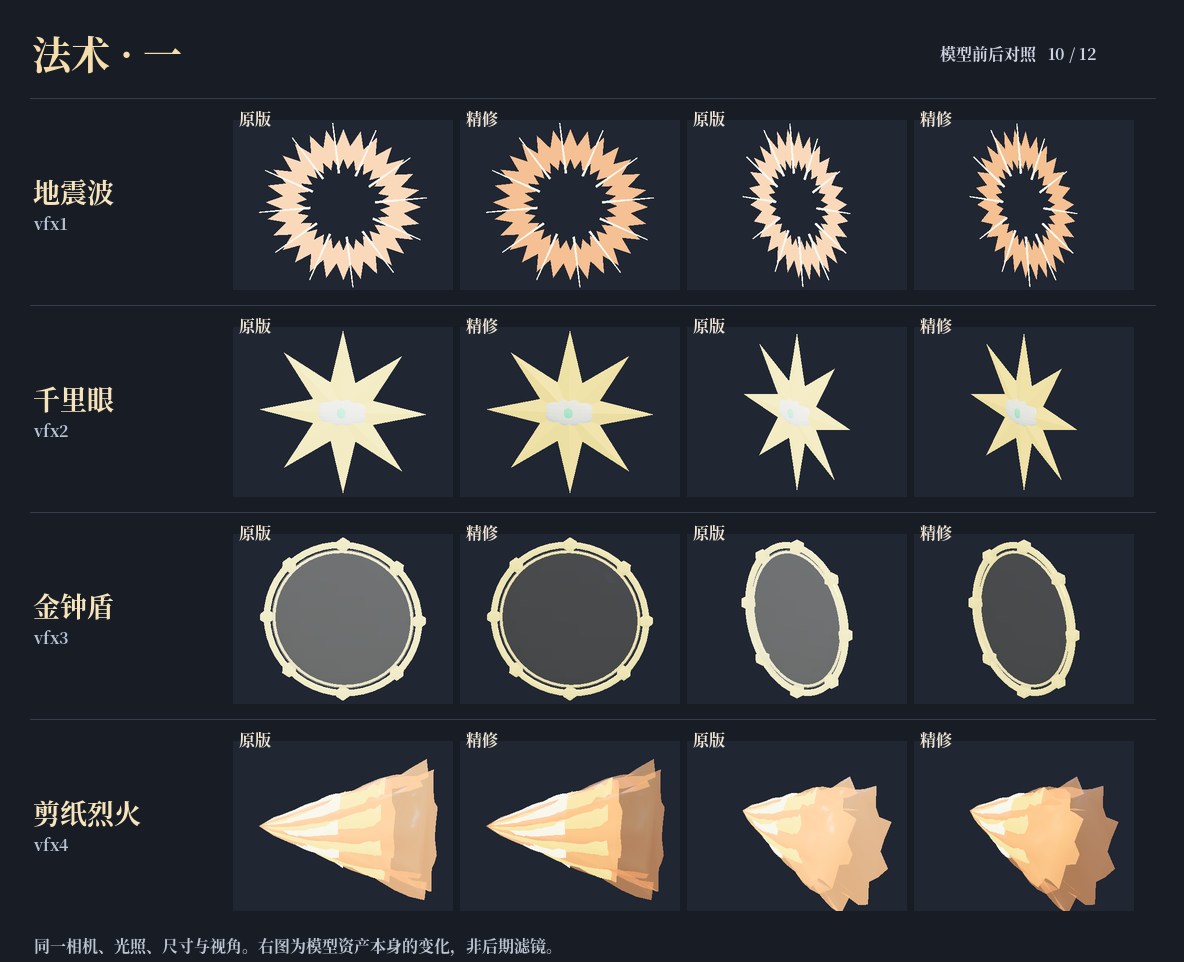 法术 · 一
模型前后对照 10 / 12
原版 精修 原版 精修
地震波
vfx1
原版 精修 原版 精修
千里眼
vfx2
原版 精修 原版 精修
金钟盾
vfx3
原版 精修 原版 精修
剪纸烈火
vfx4
同一相机、光照、尺寸与视角。右图为模型资产本身的变化，非后期滤镜。